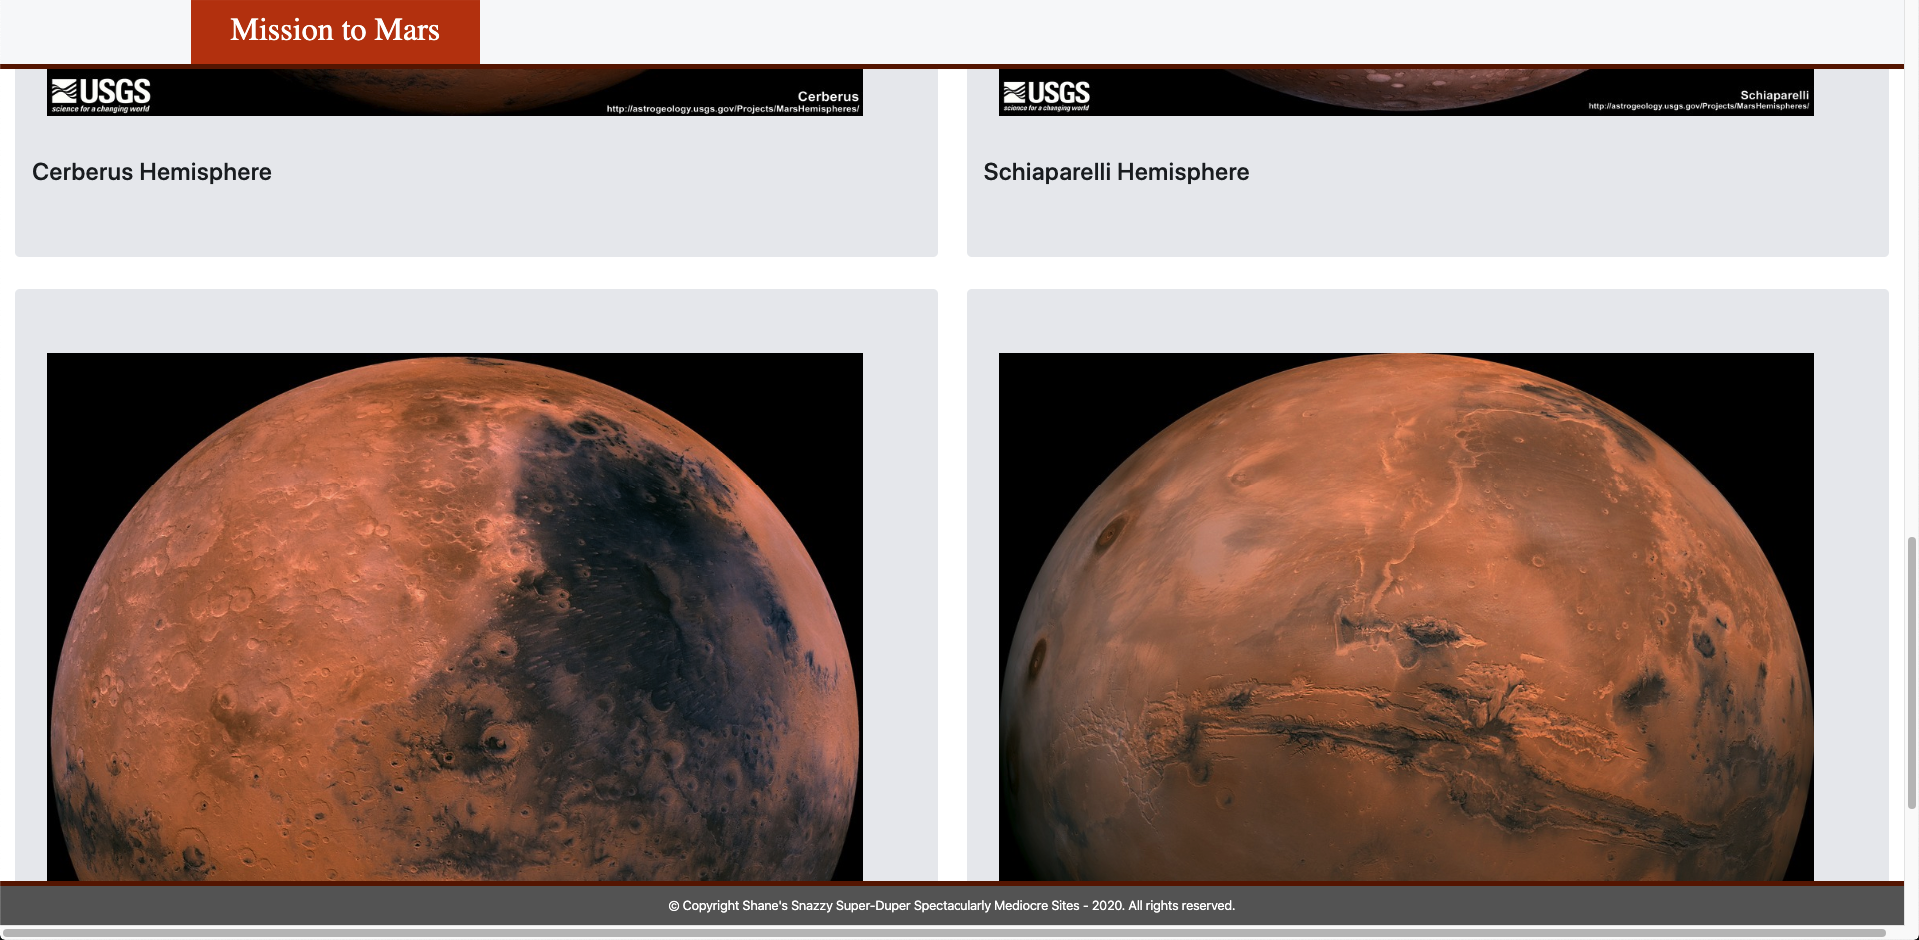 Mission to Mars
USGS
science for a changing world
Cerberus
http://astrogeology.usgs.gov/Projects/MarsHemispheres/
USGS
science for a changing world
Schiaparelli
http://astrogeology.usgs.gov/Projects/MarsHemispheres/
Cerberus Hemisphere
Schiaparelli Hemisphere
© Copyright Shane's Snazzy Super-Duper Spectacularly Mediocre Sites - 2020. All rights reserved.